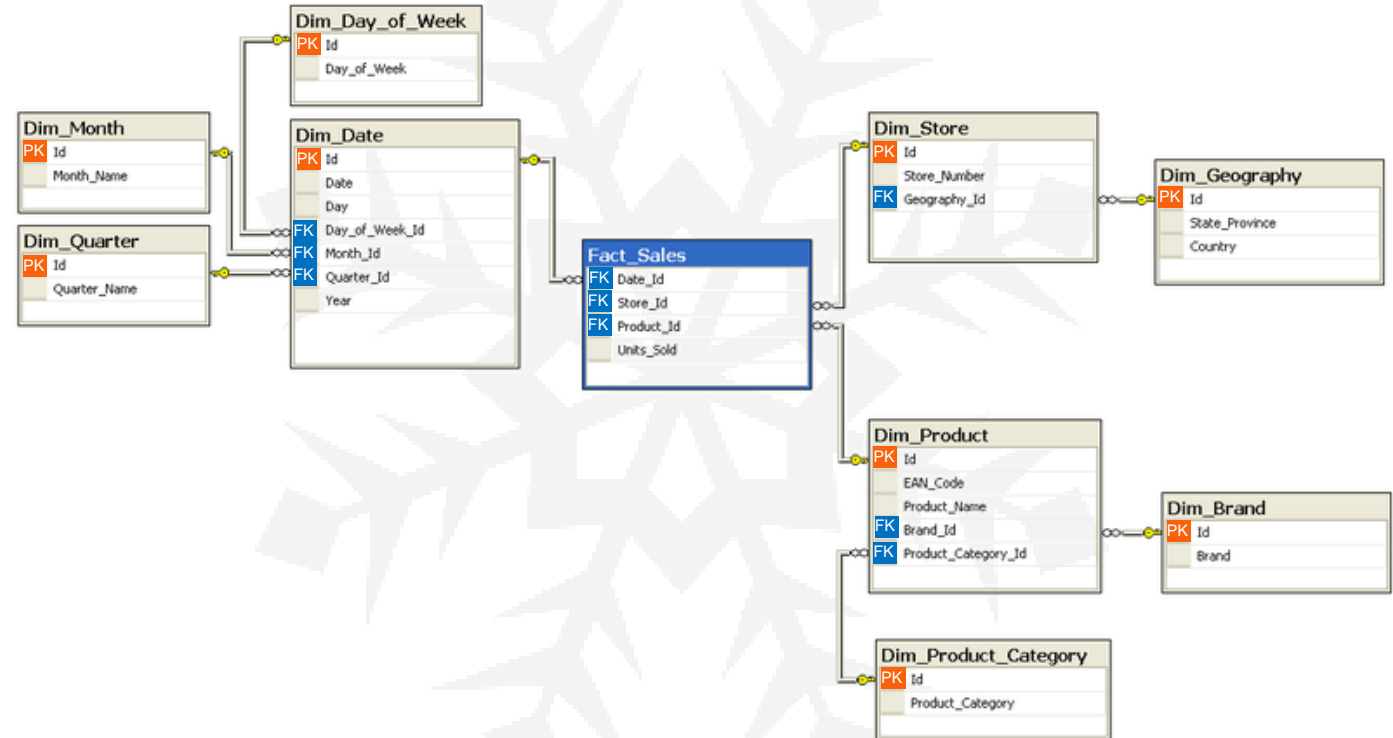 Dim_Day_of_Week
PK Id
Day_of_Week
Dim_Month
PK Id
Month_Name
Dim_Quarter
PK Id
Quarter_Name
Dim_Date
PK Id
Date
Day
FK Day_of_Week_Id
FK Month_Id
FK Quarter_Id
Year
Fact_Sales
FK Date_Id
FK Store_Id
FK Product_Id
Units_Sold
Dim_Store
PK Id
Store_Number
FK Geography_Id
Dim_Geography
PK Id
State_Province
Country
Dim_Product
PK Id
EAN_Code
Product_Name
FK Brand_Id
FK Product_Category_Id
Dim_Brand
PK Id
Brand
Dim_Product_Category
PK Id
Product_Category